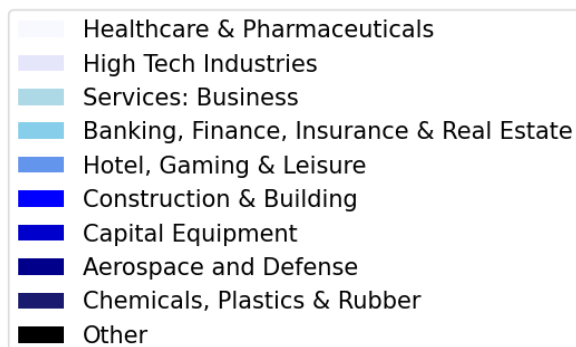 Healthcare & Pharmaceuticals
High Tech Industries
Services: Business
Banking, Finance, Insurance & Real Estate
Hotel, Gaming & Leisure
Construction & Building
Capital Equipment
Aerospace and Defense
Chemicals, Plastics & Rubber
Other